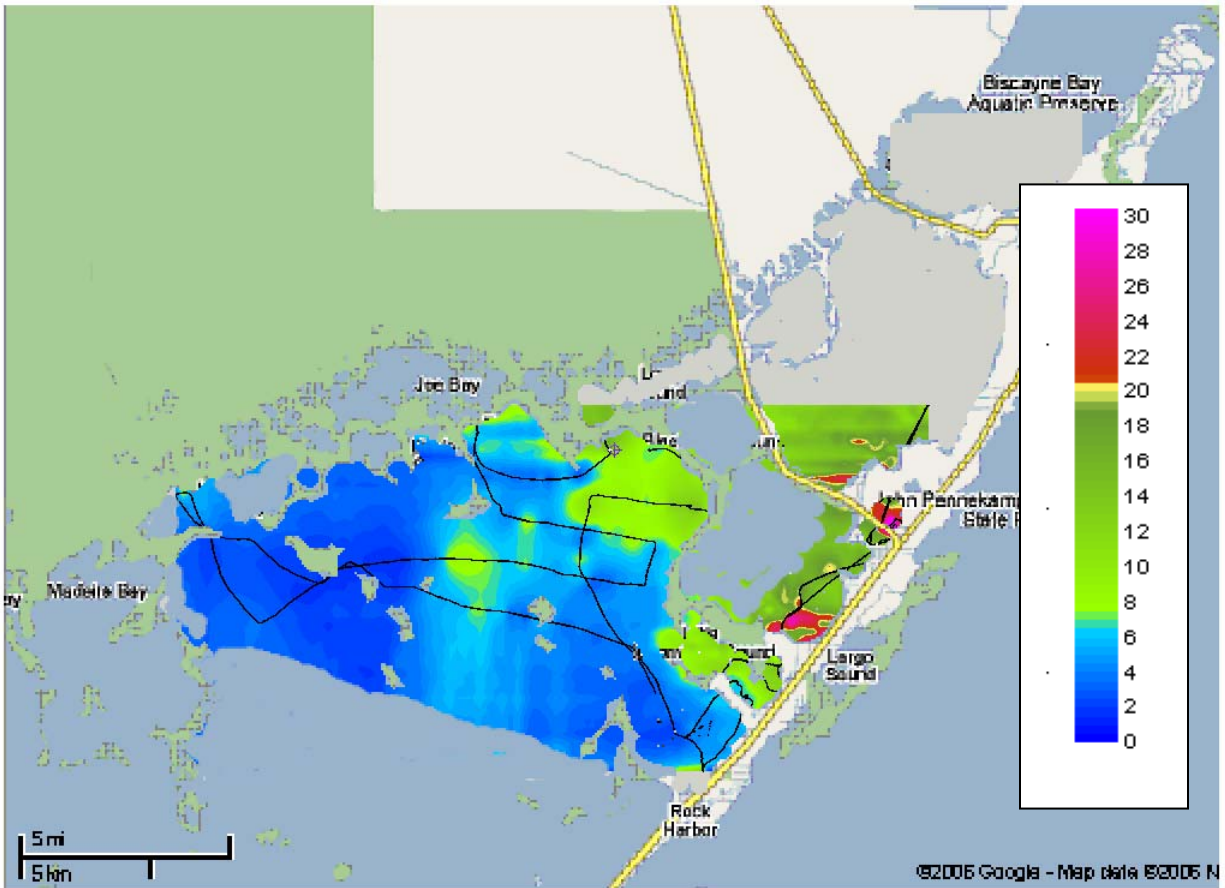 Biscayne Bay
Aquatic Preserve
30
28
26
24
22
20
18
16
14
12
10
8
6
4
2
0
Joe Bay
John Pennekamp
State
Madeira Bay
Largo
Sound
Rock
Harbor
5 mi
5 km
©2006 Google - Map data ©2006 N